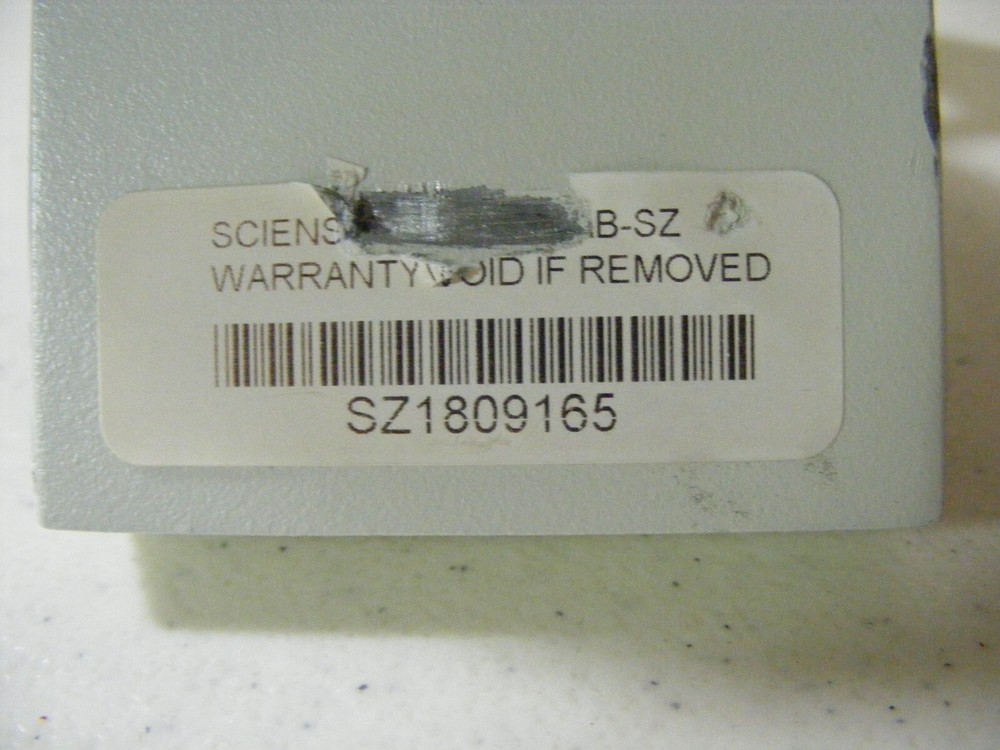 SCIENS B-SZ
WARRANTY VOID IF REMOVED
SZ1809165